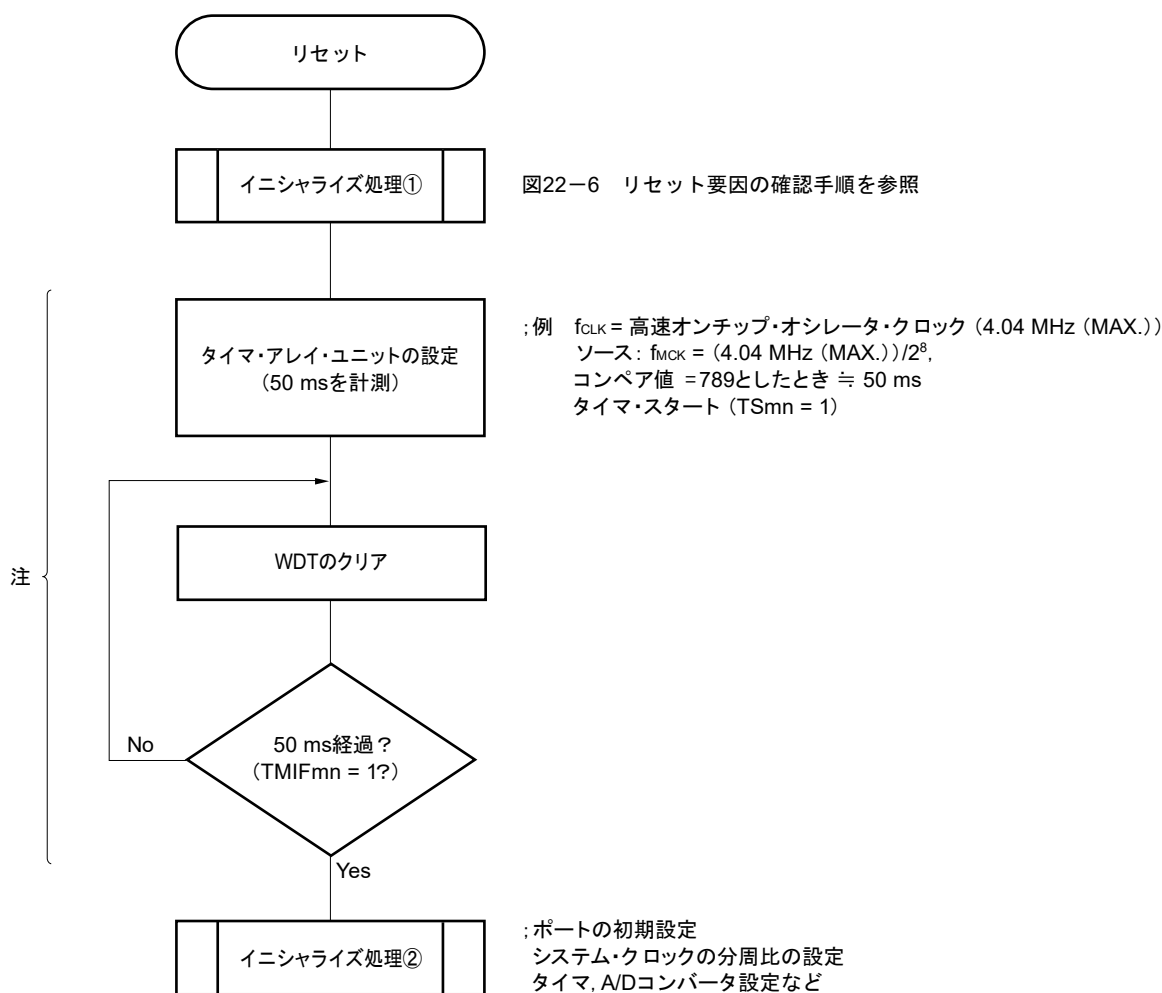 リセット
イニシャライズ処理①
図22－6　リセット要因の確認手順を参照
タイマ・アレイ・ユニットの設定
（50 msを計測）
;例　fCLK = 高速オンチップ・オシレータ・クロック（4.04 MHz（MAX.））
ソース： fMCK =（4.04 MHz（MAX.））/2⁸,
コンペア値 =789としたとき ≒ 50 ms
タイマ・スタート（TSmn = 1）
WDTのクリア
注
No
50 ms経過？
（TMIFmn = 1?）
Yes
イニシャライズ処理②
;ポートの初期設定
システム・クロックの分周比の設定
タイマ, A/Dコンバータ設定など